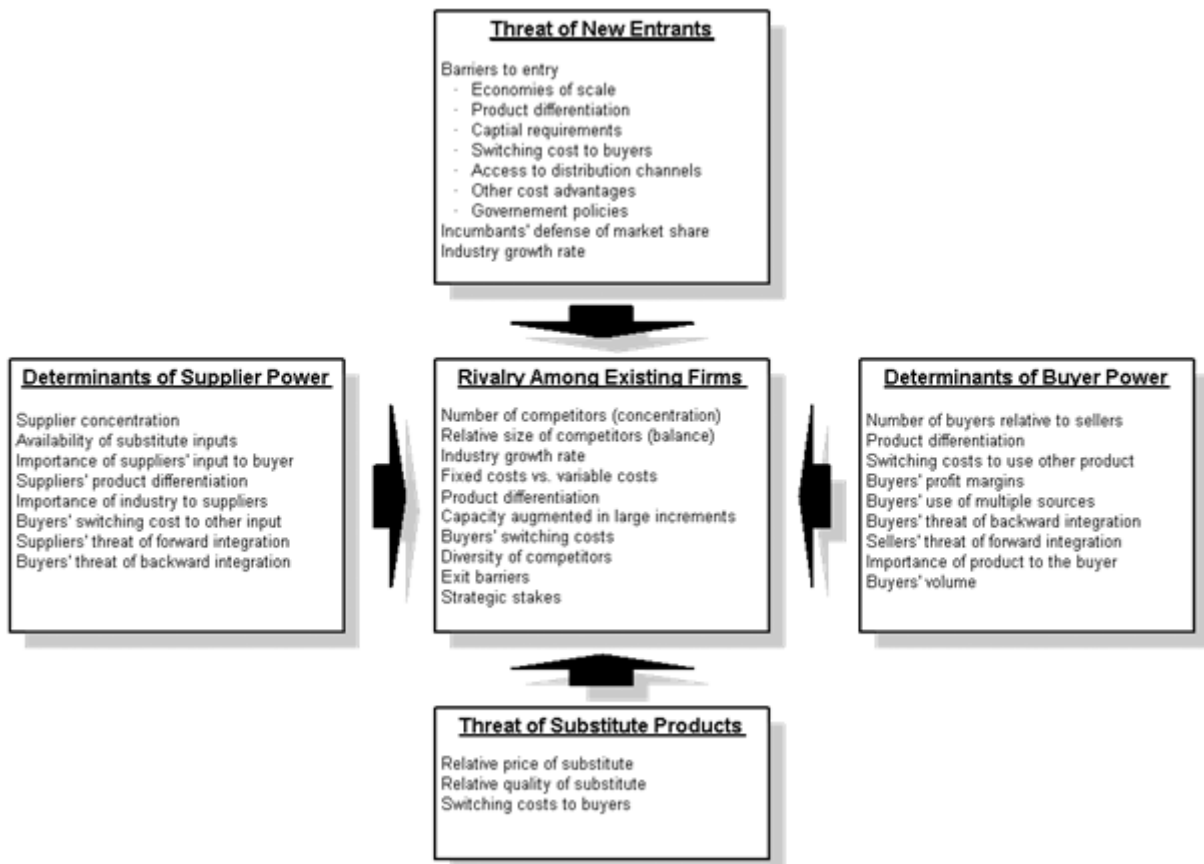 Threat of New Entrants
Barriers to entry
· Economies of scale
· Product differentiation
· Captial requirements
· Switching cost to buyers
· Access to distribution channels
· Other cost advantages
· Governement policies
Incumbants' defense of market share
Industry growth rate
Determinants of Supplier Power
Supplier concentration
Availability of substitute inputs
Importance of suppliers' input to buyer
Suppliers' product differentiation
Importance of industry to suppliers
Buyers' switching cost to other input
Suppliers' threat of forward integration
Buyers' threat of backward integration
Rivalry Among Existing Firms
Number of competitors (concentration)
Relative size of competitors (balance)
Industry growth rate
Fixed costs vs. variable costs
Product differentiation
Capacity augmented in large increments
Buyers' switching costs
Diversity of competitors
Exit barriers
Strategic stakes
Determinants of Buyer Power
Number of buyers relative to sellers
Product differentiation
Switching costs to use other product
Buyers' profit margins
Buyers' use of multiple sources
Buyers' threat of backward integration
Sellers' threat of forward integration
Importance of product to the buyer
Buyers' volume
Threat of Substitute Products
Relative price of substitute
Relative quality of substitute
Switching costs to buyers